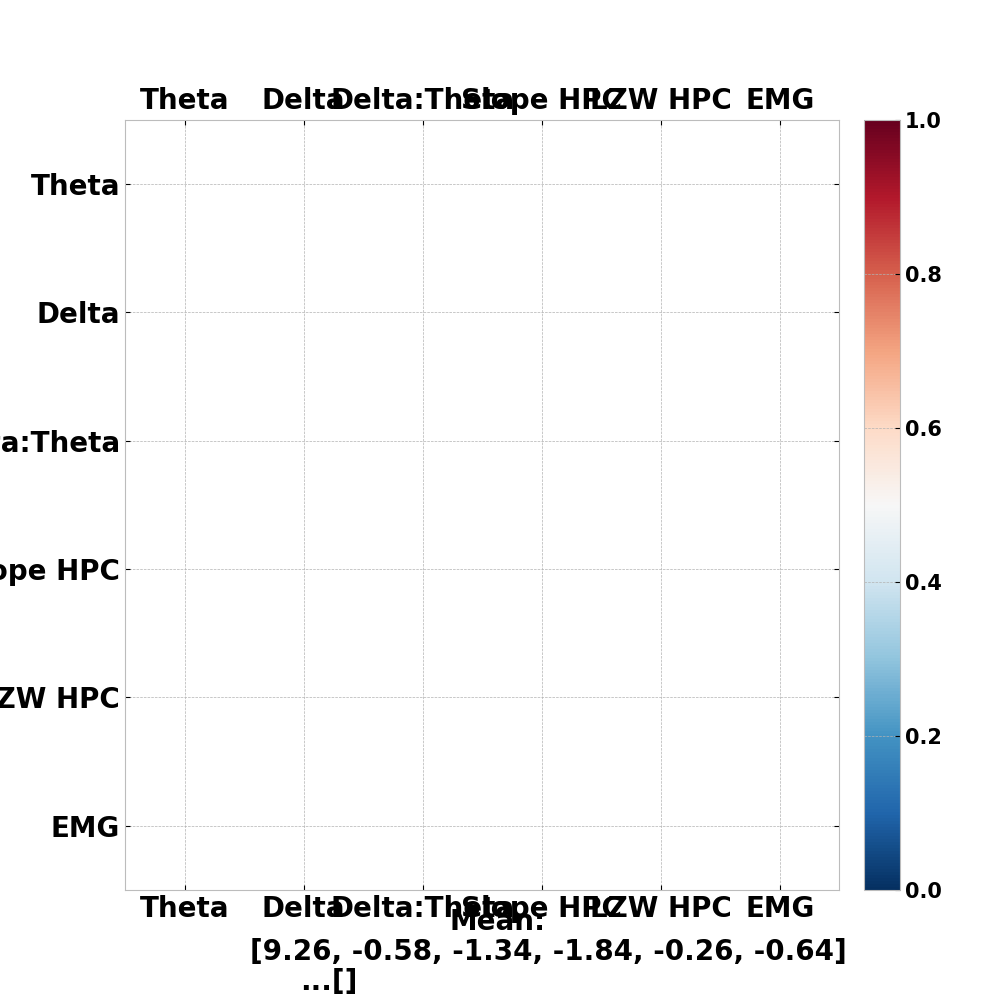 Theta Delta Delta:Theta Slope HPC LZW HPC EMG
1.0
Theta
0.8
Delta
0.6
a:Theta
0.4
ope HPC
ZW HPC
0.2
EMG
0.0
Theta Delta Delta:Theta Slope HPC LZW HPC EMG
Mean:
[9.26, -0.58, -1.34, -1.84, -0.26, -0.64]
...[]